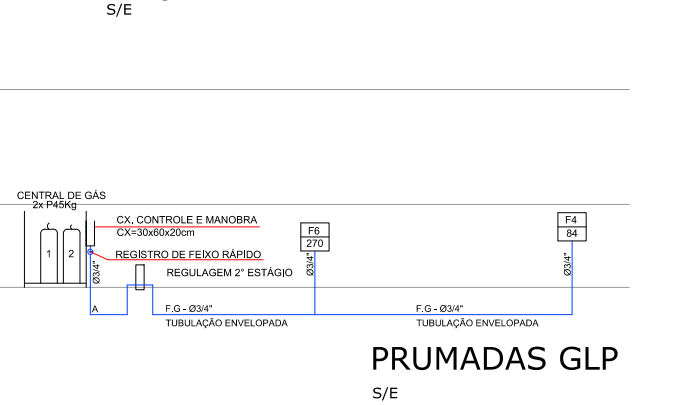 S/E
CENTRAL DE GÁS
2x P45Kg
CX. CONTROLE E MANOBRA
CX=30x60x20cm
REGISTRO DE FEIXO RÁPIDO
REGULAGEM 2° ESTÁGIO
1
2
Ø3/4"
A
F6
270
Ø3/4"
F4
84
Ø3/4"
F.G - Ø3/4"
TUBULAÇÃO ENVELOPADA
F.G - Ø3/4"
TUBULAÇÃO ENVELOPADA
PRUMADAS GLP
S/E